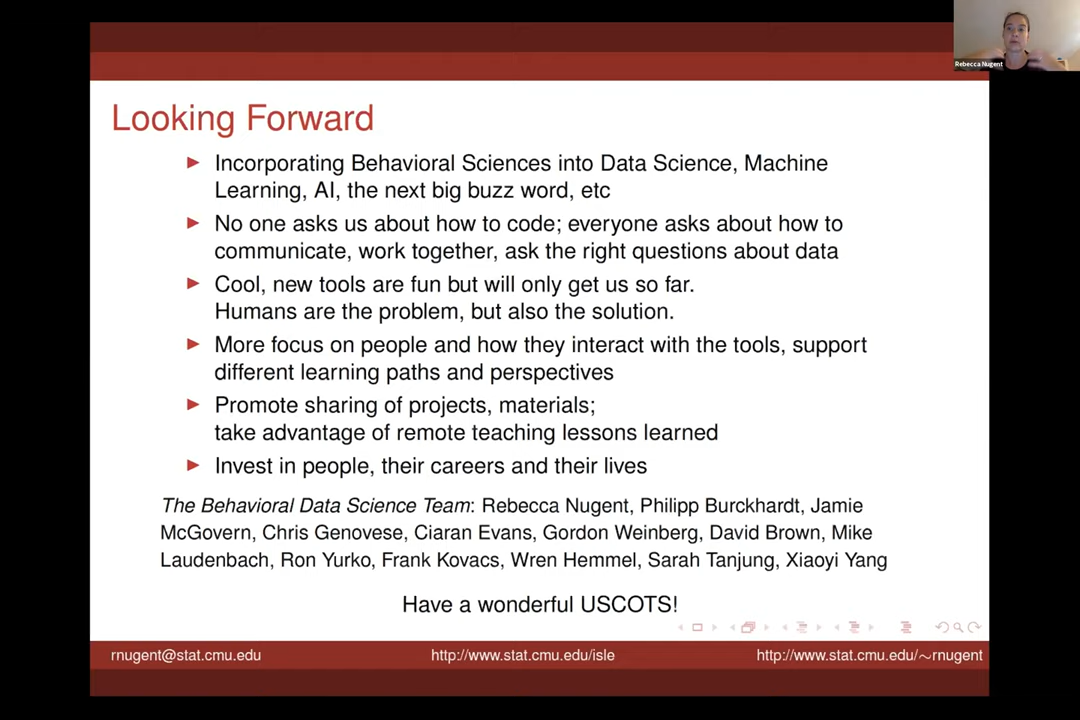 Rebecca Nugent
Looking Forward
Incorporating Behavioral Sciences into Data Science, Machine
Learning, AI, the next big buzz word, etc
No one asks us about how to code; everyone asks about how to
communicate, work together, ask the right questions about data
Cool, new tools are fun but will only get us so far.
Humans are the problem, but also the solution.
More focus on people and how they interact with the tools, support
different learning paths and perspectives
Promote sharing of projects, materials;
take advantage of remote teaching lessons learned
Invest in people, their careers and their lives
The Behavioral Data Science Team: Rebecca Nugent, Philipp Burckhardt, Jamie
McGovern, Chris Genovese, Ciaran Evans, Gordon Weinberg, David Brown, Mike
Laudenbach, Ron Yurko, Frank Kovacs, Wren Hemmel, Sarah Tanjung, Xiaoyi Yang
Have a wonderful USCOTS!
rnugent@stat.cmu.edu http://www.stat.cmu.edu/isle http://www.stat.cmu.edu/~rnugent